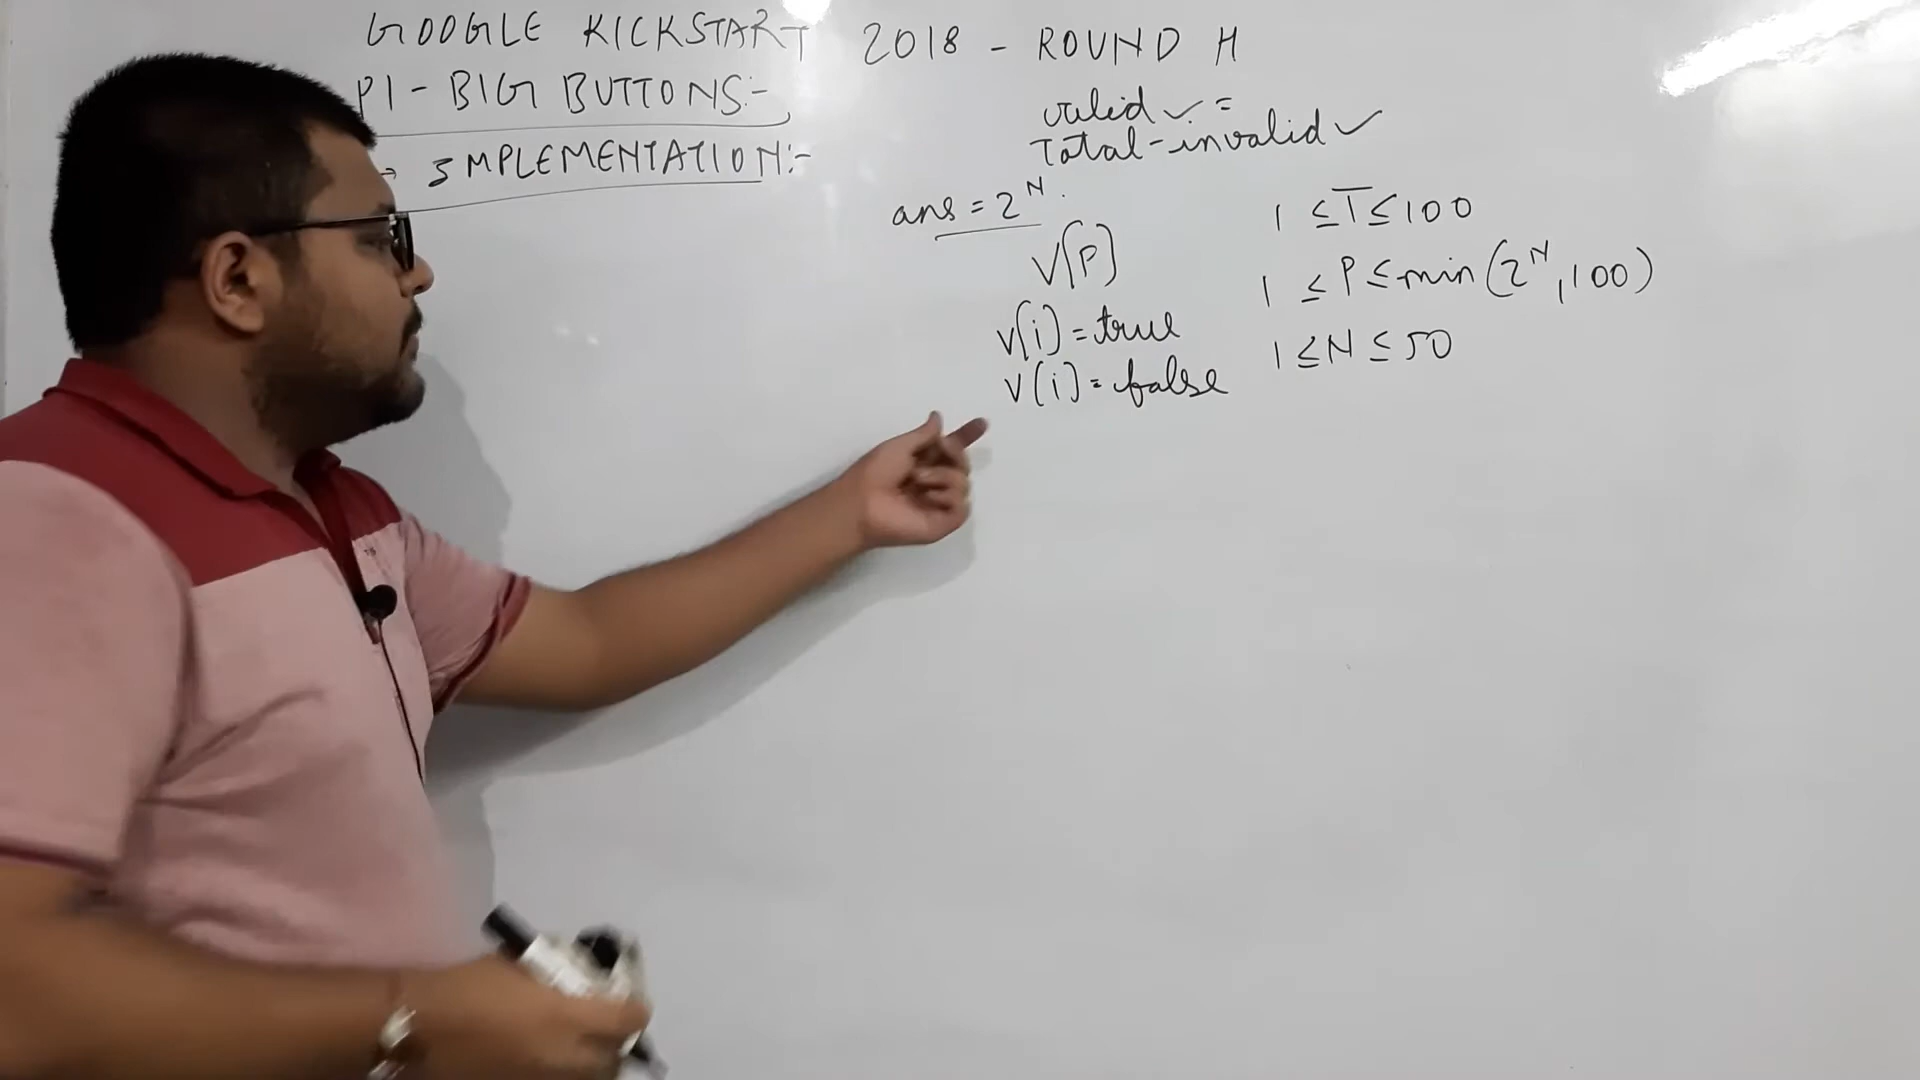 GOOGLE KICKSTART 2018 - ROUND H
P1 - BIG BUTTONS:-
→ IMPLEMENTATION:-
valid ✓ =
Total-invalid ✓
ans = 2^N.
V[P]
V[i] = true
V[i] = false
1 ≤ T ≤ 100
1 ≤ P ≤ min(2^N, 100)
1 ≤ N ≤ 50